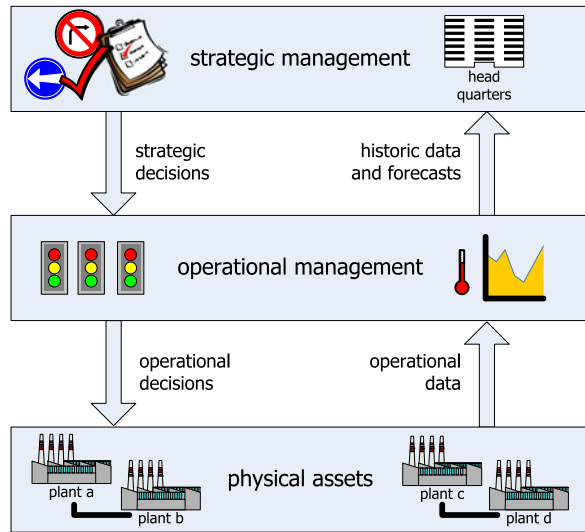 strategic management
head
quarters
strategic
decisions
historic data
and forecasts
operational management
operational
decisions
operational
data
physical assets
plant a
plant b
plant c
plant d